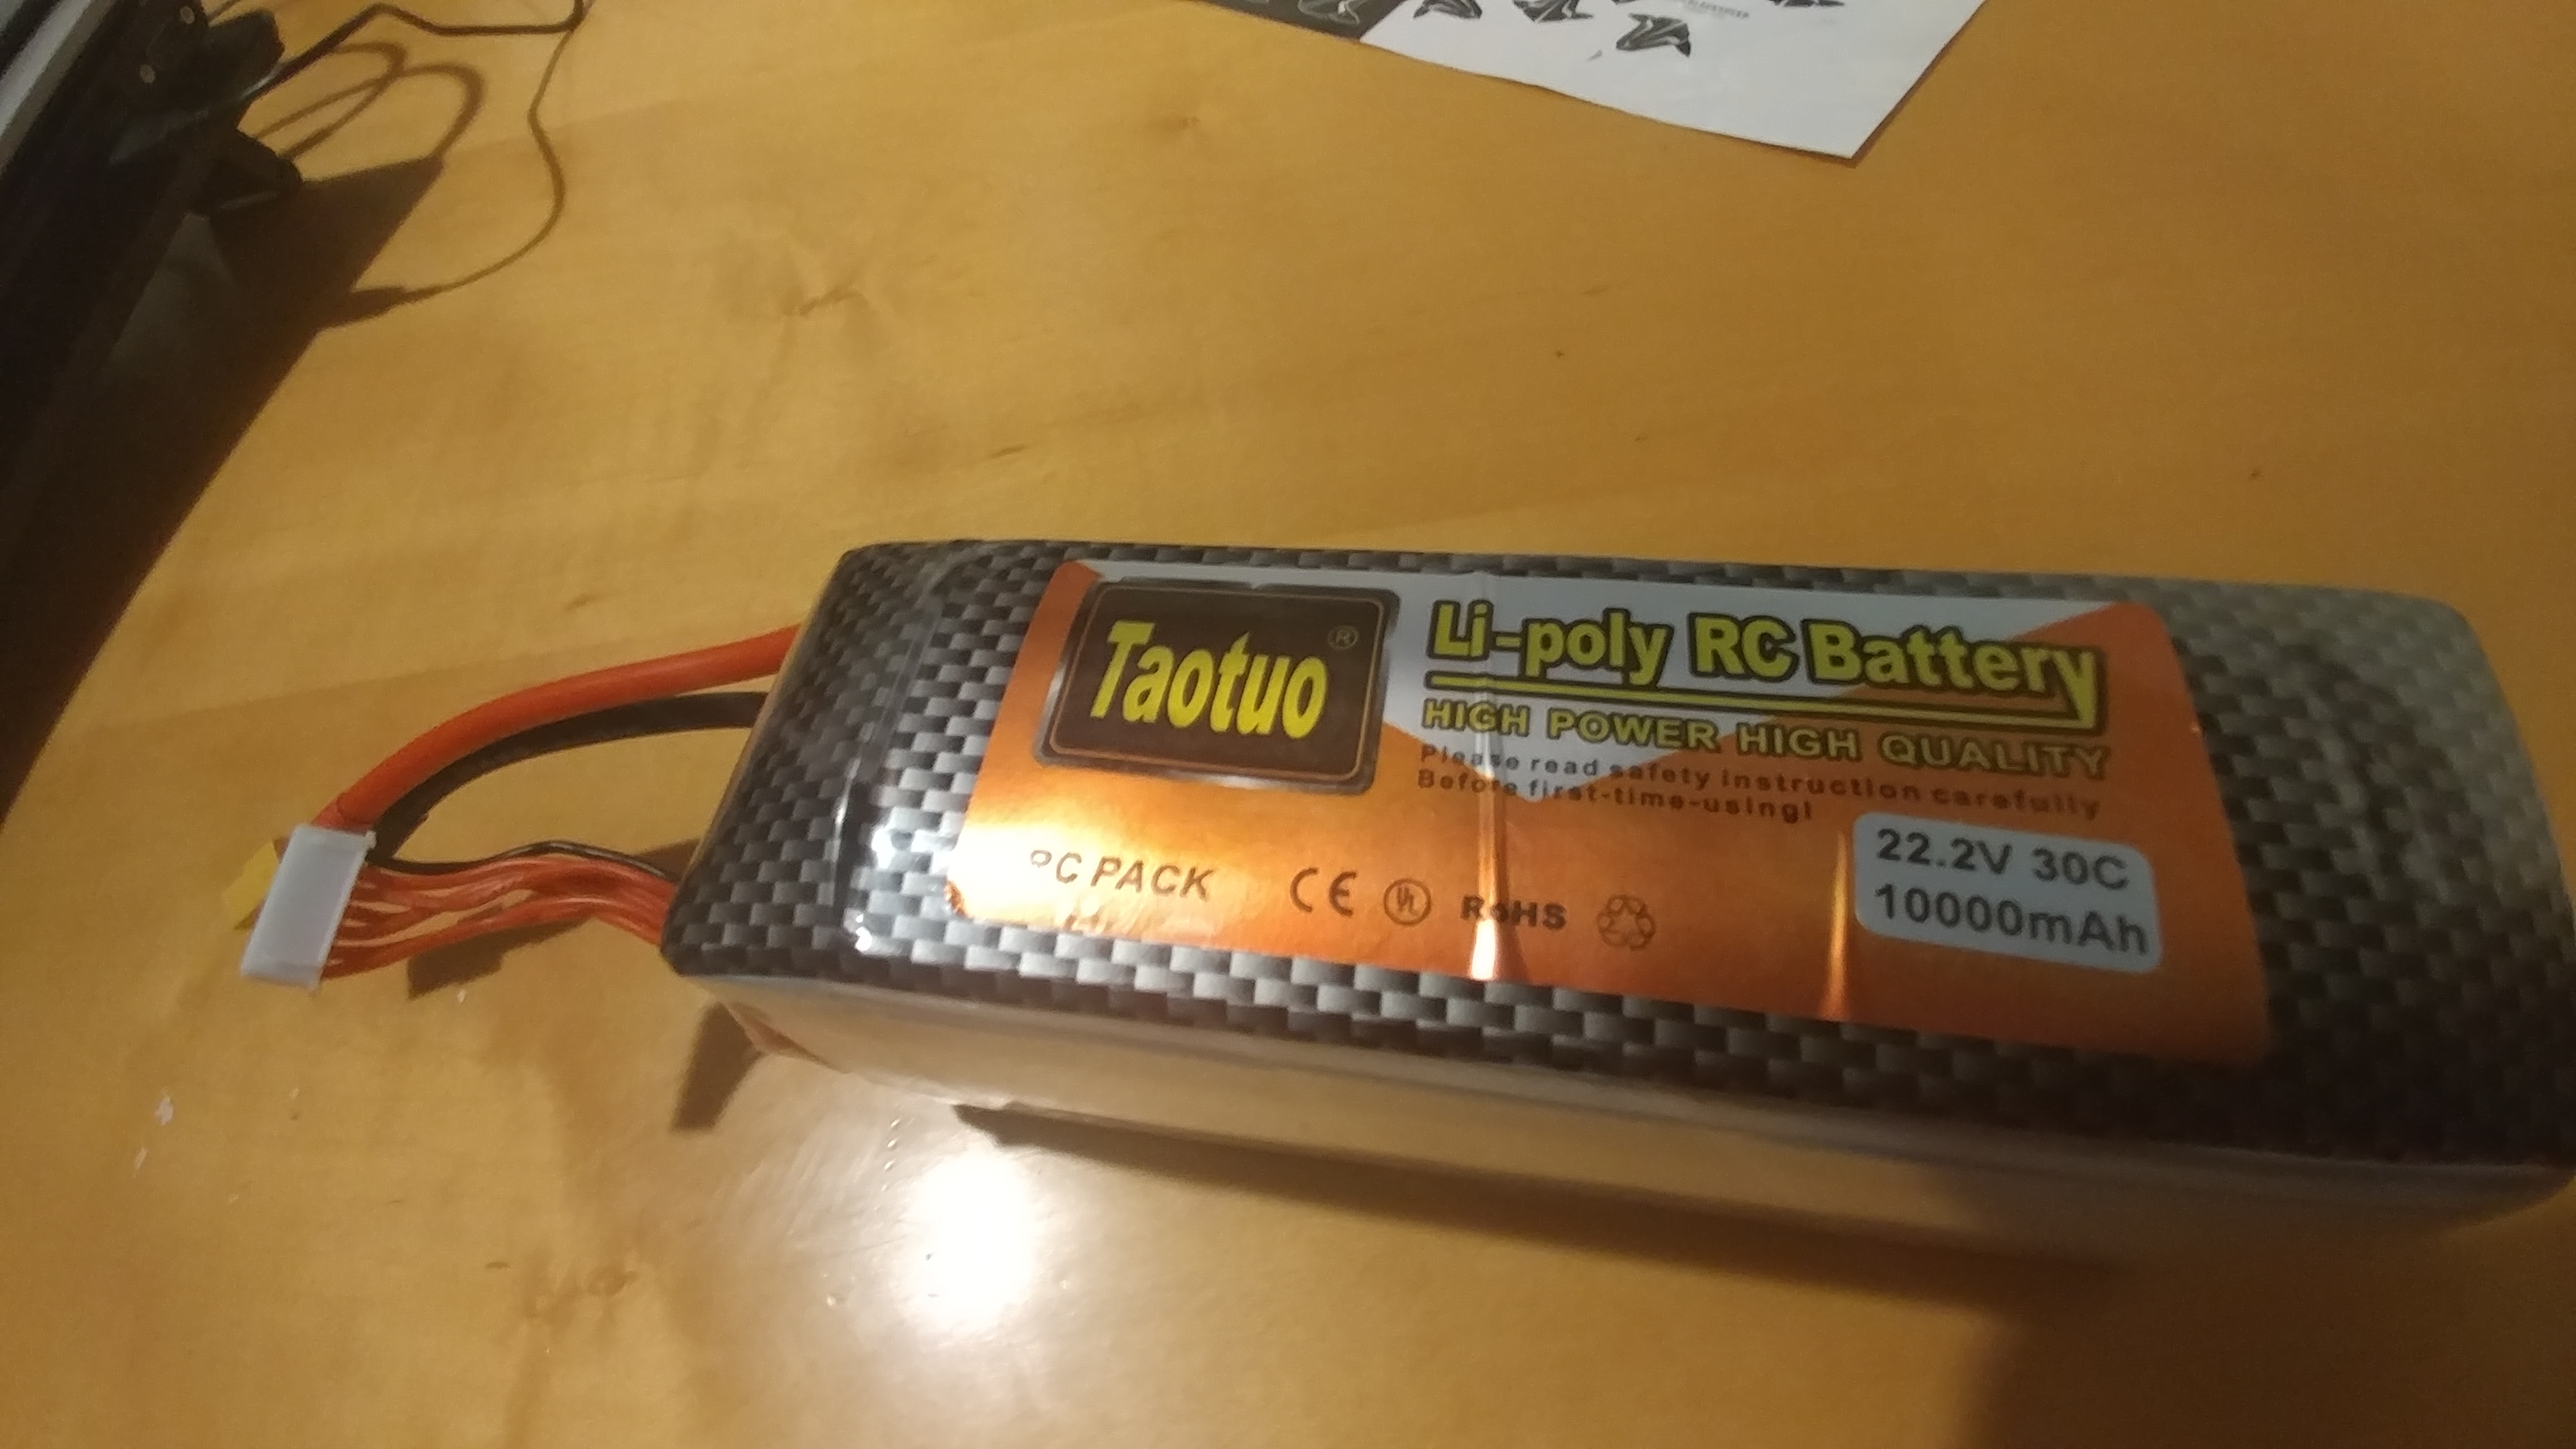 Taotuo ®
Li-poly RC Battery
HIGH POWER HIGH QUALITY
Please read safety instruction carefully
Before first-time-using!
PACK
CE UL RoHS
22.2V 30C
10000mAh